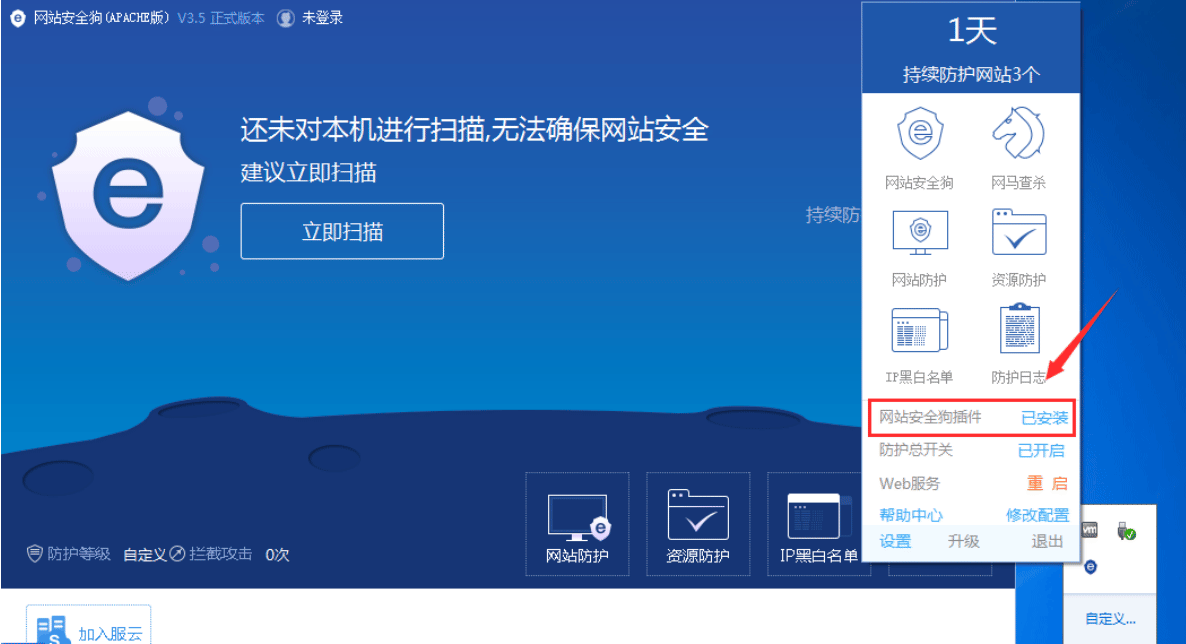 网站安全狗(APACHE版) V3.5 正式版本 未登录
还未对本机进行扫描,无法确保网站安全
建议立即扫描
立即扫描
持续防
防护等级 自定义 拦截攻击 0次
网站防护
资源防护
IP黑白名单
加入服云
1天
持续防护网站3个
网站安全狗
网马查杀
网站防护
资源防护
IP黑白名单
防护日志
网站安全狗插件 已安装
防护总开关 已开启
Web服务 重 启
帮助中心 修改配置
设置 升级 退出
vm
自定义...